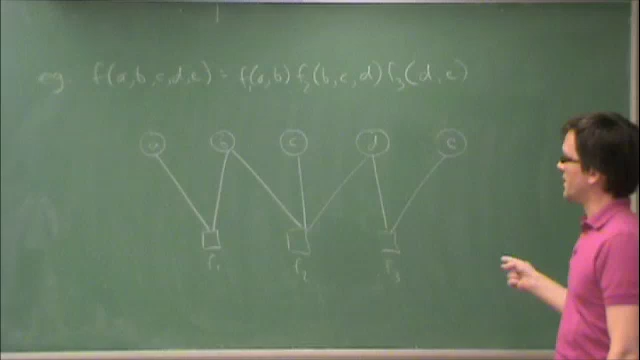 eg. f(a,b,c,d,e) = f₁(a,b) f₂(b,c,d) f₃(d,e)
a b c d e
f₁ f₂ f₃